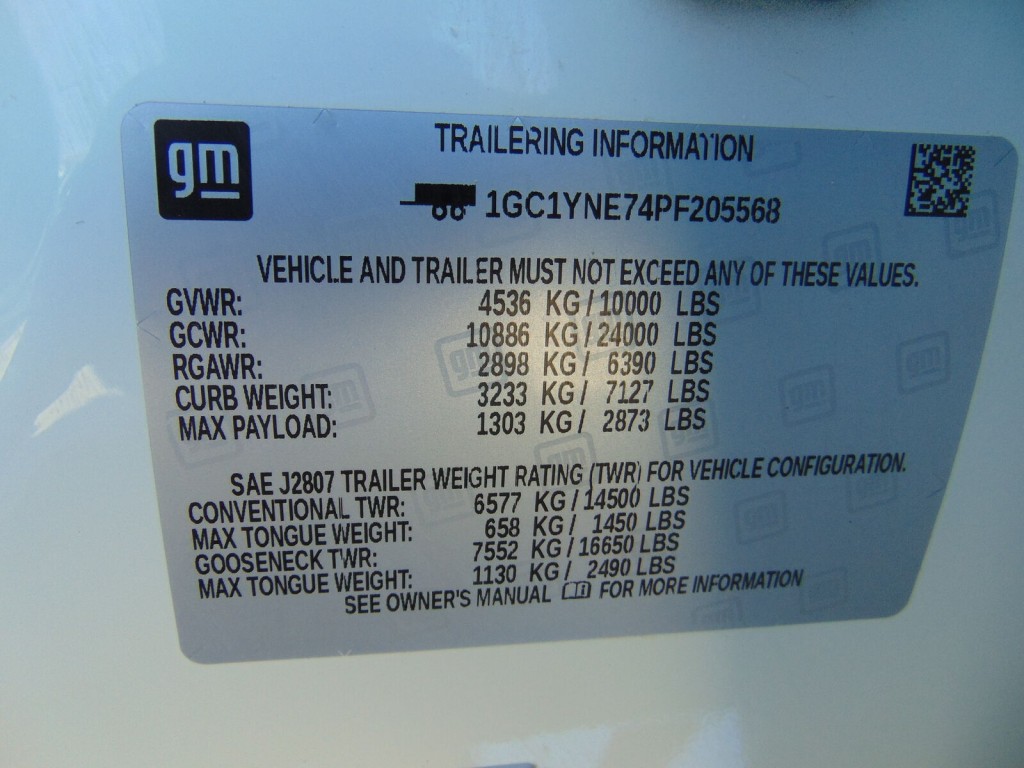 gm
TRAILERING INFORMATION
1GC1YNE74PF205568
VEHICLE AND TRAILER MUST NOT EXCEED ANY OF THESE VALUES.
GVWR: 4536 KG / 10000 LBS
GCWR: 10886 KG / 24000 LBS
RGAWR: 2898 KG / 6390 LBS
CURB WEIGHT: 3233 KG / 7127 LBS
MAX PAYLOAD: 1303 KG / 2873 LBS
SAE J2807 TRAILER WEIGHT RATING (TWR) FOR VEHICLE CONFIGURATION.
CONVENTIONAL TWR: 6577 KG / 14500 LBS
MAX TONGUE WEIGHT: 658 KG / 1450 LBS
GOOSENECK TWR: 7552 KG / 16650 LBS
MAX TONGUE WEIGHT: 1130 KG / 2490 LBS
SEE OWNER'S MANUAL FOR MORE INFORMATION